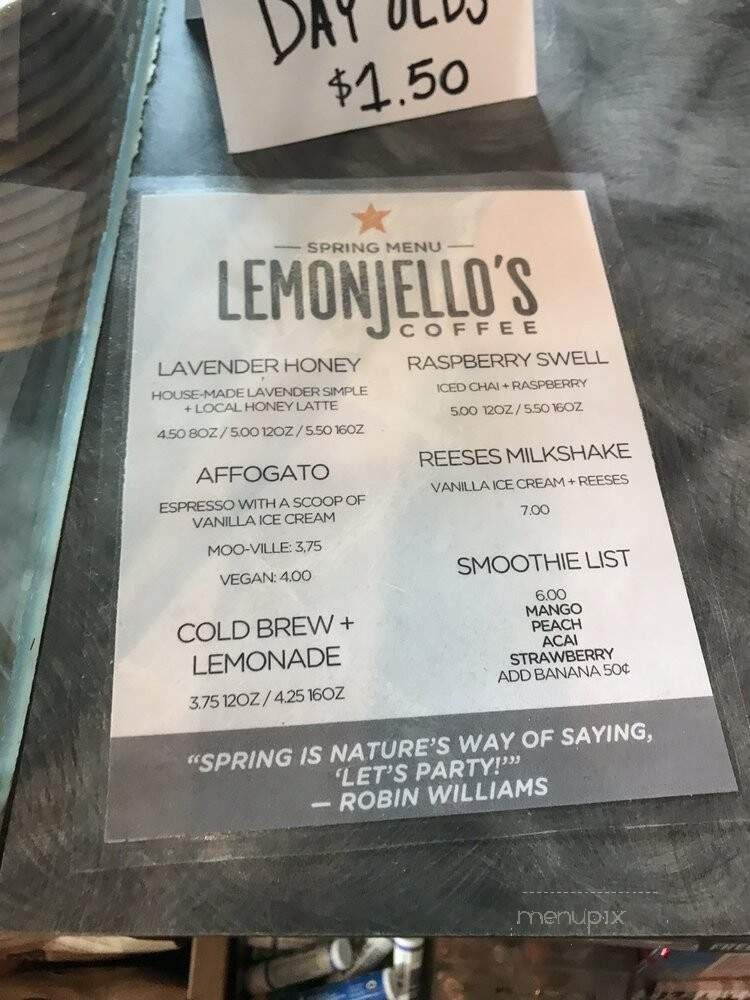 DAY OLDS
$1.50
SPRING MENU
LEMONJELLO'S
COFFEE
LAVENDER HONEY
HOUSE-MADE LAVENDER SIMPLE
+ LOCAL HONEY LATTE
4.50 8OZ / 5.00 12OZ / 5.50 16OZ
AFFOGATO
ESPRESSO WITH A SCOOP OF
VANILLA ICE CREAM
MOO-VILLE: 3.75
VEGAN: 4.00
COLD BREW +
LEMONADE
3.75 12OZ / 4.25 16OZ
RASPBERRY SWELL
ICED CHAI + RASPBERRY
5.00 12OZ / 5.50 16OZ
REESES MILKSHAKE
VANILLA ICE CREAM + REESES
7.00
SMOOTHIE LIST
6.00
MANGO
PEACH
ACAI
STRAWBERRY
ADD BANANA 50¢
"SPRING IS NATURE'S WAY OF SAYING,
'LET'S PARTY!'"
— ROBIN WILLIAMS
menupix